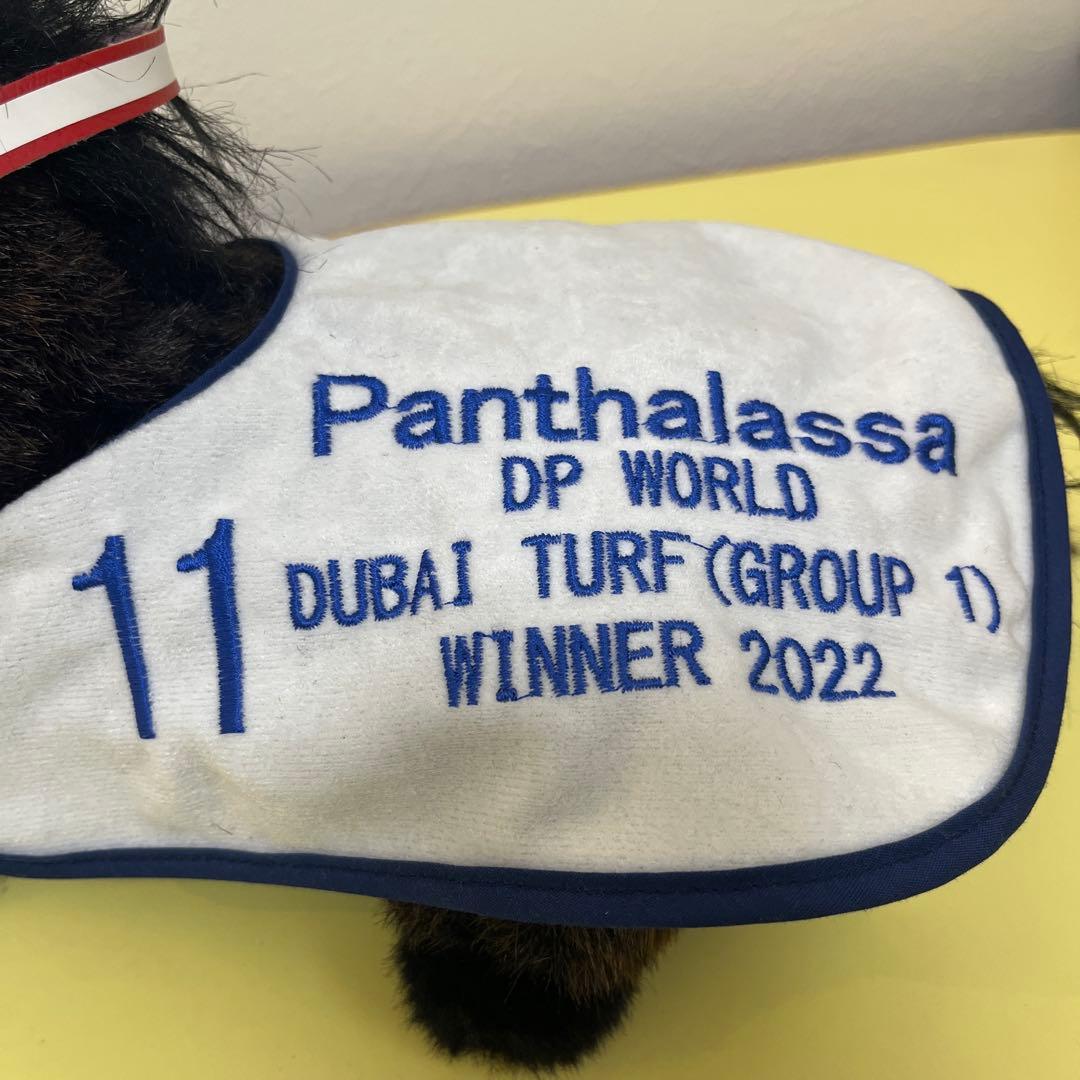 Panthalassa
DP WORLD
11
DUBAI TURF(GROUP 1)
WINNER 2022